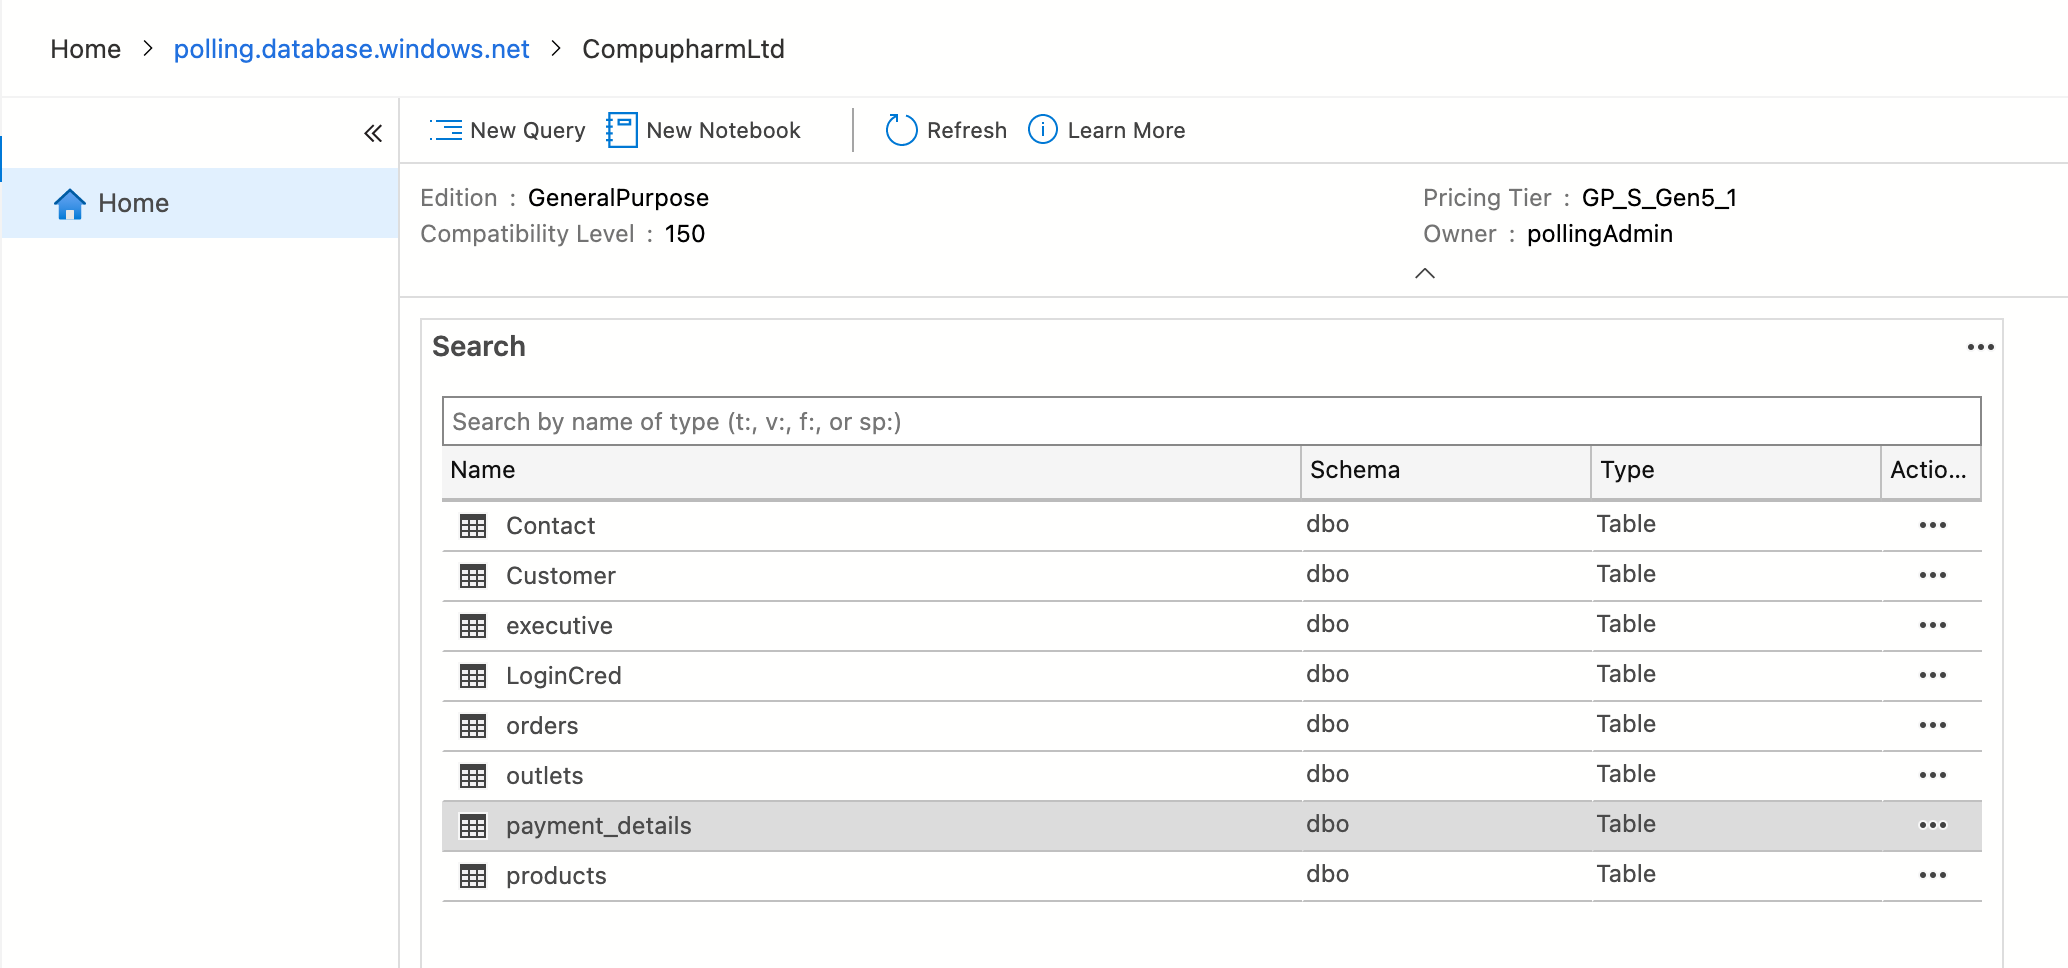 Home > polling.database.windows.net > CompupharmLtd
Home
New Query New Notebook Refresh Learn More
Edition : GeneralPurpose
Compatibility Level : 150
Pricing Tier : GP_S_Gen5_1
Owner : pollingAdmin
Search
Search by name of type (t:, v:, f:, or sp:)
Name Schema Type Actio...
Contact dbo Table
Customer dbo Table
executive dbo Table
LoginCred dbo Table
orders dbo Table
outlets dbo Table
payment_details dbo Table
products dbo Table